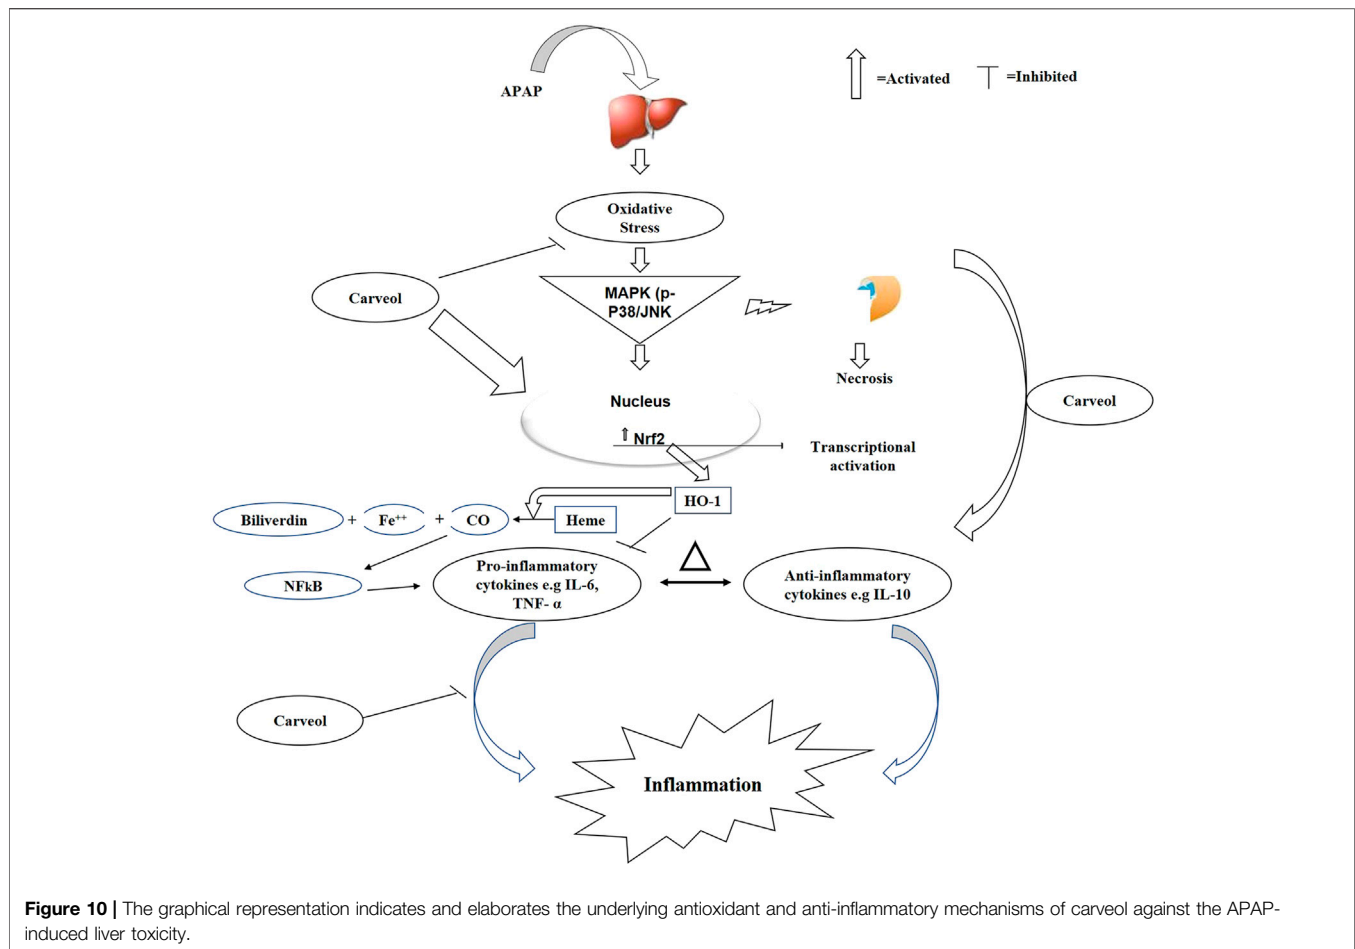 APAP
=Activated
=Inhibited
Oxidative
Stress
Carveol
MAPK (p-
P38/JNK
Necrosis
Carveol
Nucleus
Nrf2
Transcriptional
activation
HO-1
Biliverdin + Fe++ + CO
Heme
NFkB
Pro-inflammatory
cytokines e.g IL-6,
TNF- α
Anti-inflammatory
cytokines e.g IL-10
Carveol
Inflammation
Figure 10 | The graphical representation indicates and elaborates the underlying antioxidant and anti-inflammatory mechanisms of carveol against the APAP-
induced liver toxicity.